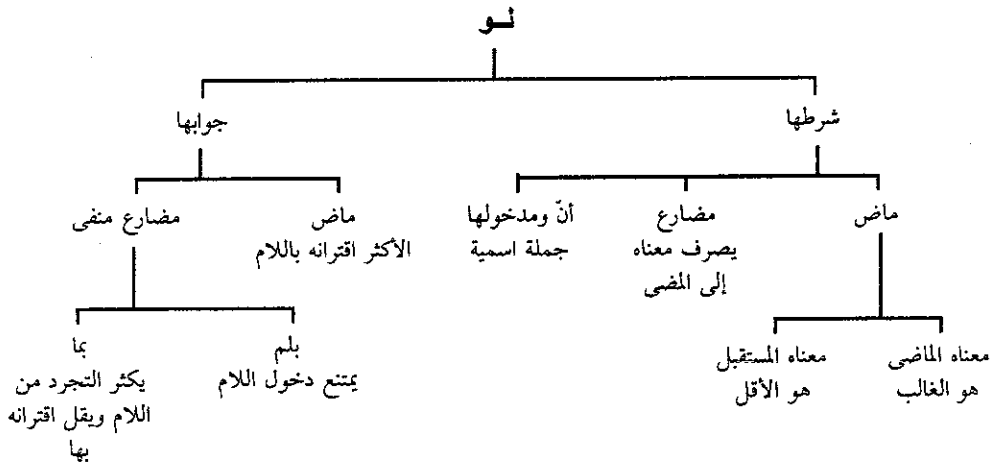 لو
شرطها
جوابها
ماض
مضارع
يصرف معناه
إلى المضى
أنّ ومدخولها
جملة اسمية
ماض
الأكثر اقترانه باللام
مضارع منفى
معناه الماضى
هو الغالب
معناه المستقبل
هو الأقل
بلم
يمتنع دخول اللام
بما
يكثر التجرد من
اللام ويقل اقترانه
بها